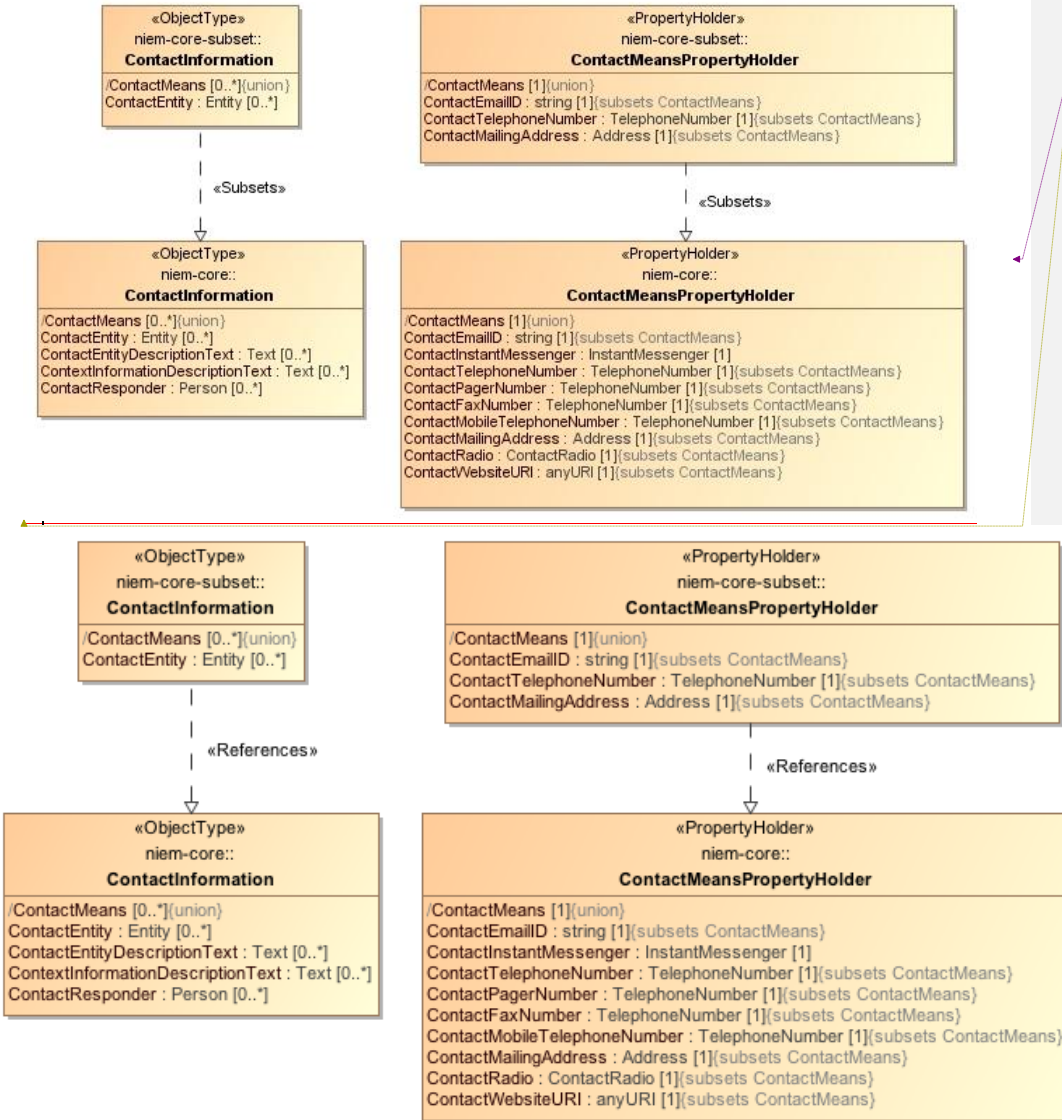 «ObjectType»
niem-core-subset::
ContactInformation
/ContactMeans [0..*]{union}
ContactEntity : Entity [0..*]
«PropertyHolder»
niem-core-subset::
ContactMeansPropertyHolder
/ContactMeans [1]{union}
ContactEmailID : string [1]{subsets ContactMeans}
ContactTelephoneNumber : TelephoneNumber [1]{subsets ContactMeans}
ContactMailingAddress : Address [1]{subsets ContactMeans}
«Subsets»
«Subsets»
«ObjectType»
niem-core::
ContactInformation
/ContactMeans [0..*]{union}
ContactEntity : Entity [0..*]
ContactEntityDescriptionText : Text [0..*]
ContextInformationDescriptionText : Text [0..*]
ContactResponder : Person [0..*]
«PropertyHolder»
niem-core::
ContactMeansPropertyHolder
/ContactMeans [1]{union}
ContactEmailID : string [1]{subsets ContactMeans}
ContactInstantMessenger : InstantMessenger [1]
ContactTelephoneNumber : TelephoneNumber [1]{subsets ContactMeans}
ContactPagerNumber : TelephoneNumber [1]{subsets ContactMeans}
ContactFaxNumber : TelephoneNumber [1]{subsets ContactMeans}
ContactMobileTelephoneNumber : TelephoneNumber [1]{subsets ContactMeans}
ContactMailingAddress : Address [1]{subsets ContactMeans}
ContactRadio : ContactRadio [1]{subsets ContactMeans}
ContactWebsiteURI : anyURI [1]{subsets ContactMeans}
«ObjectType»
niem-core-subset::
ContactInformation
/ContactMeans [0..*]{union}
ContactEntity : Entity [0..*]
«PropertyHolder»
niem-core-subset::
ContactMeansPropertyHolder
/ContactMeans [1]{union}
ContactEmailID : string [1]{subsets ContactMeans}
ContactTelephoneNumber : TelephoneNumber [1]{subsets ContactMeans}
ContactMailingAddress : Address [1]{subsets ContactMeans}
«References»
«References»
«ObjectType»
niem-core::
ContactInformation
/ContactMeans [0..*]{union}
ContactEntity : Entity [0..*]
ContactEntityDescriptionText : Text [0..*]
ContextInformationDescriptionText : Text [0..*]
ContactResponder : Person [0..*]
«PropertyHolder»
niem-core::
ContactMeansPropertyHolder
/ContactMeans [1]{union}
ContactEmailID : string [1]{subsets ContactMeans}
ContactInstantMessenger : InstantMessenger [1]
ContactTelephoneNumber : TelephoneNumber [1]{subsets ContactMeans}
ContactPagerNumber : TelephoneNumber [1]{subsets ContactMeans}
ContactFaxNumber : TelephoneNumber [1]{subsets ContactMeans}
ContactMobileTelephoneNumber : TelephoneNumber [1]{subsets ContactMeans}
ContactMailingAddress : Address [1]{subsets ContactMeans}
ContactRadio : ContactRadio [1]{subsets ContactMeans}
ContactWebsiteURI : anyURI [1]{subsets ContactMeans}